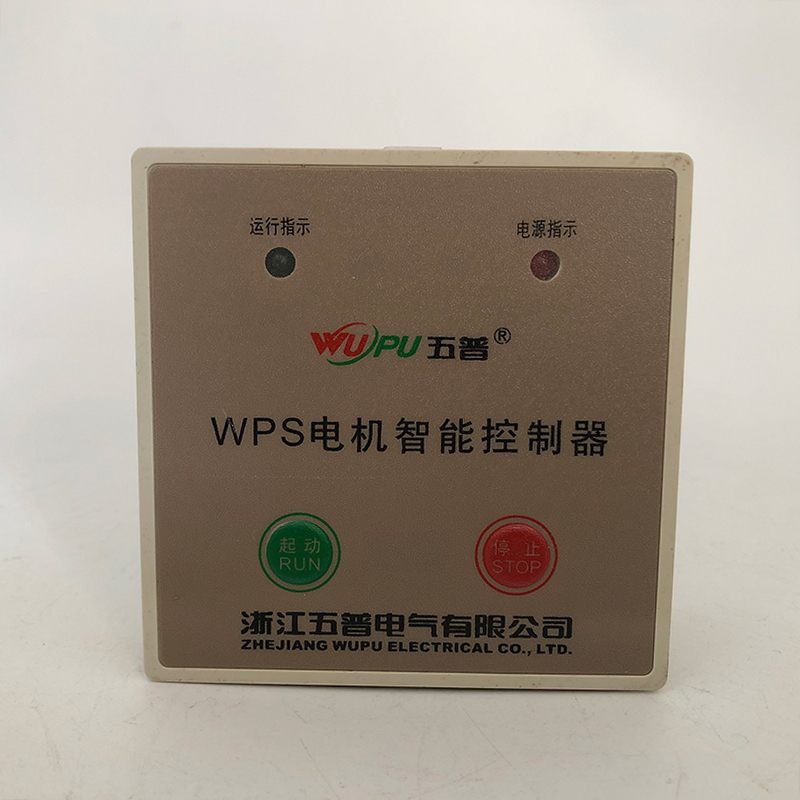 运行指示 电源指示
WUPU五普®
WPS电机智能控制器
起动 停止
RUN STOP
浙江五普电气有限公司
ZHEJIANG WUPU ELECTRICAL CO., LTD.